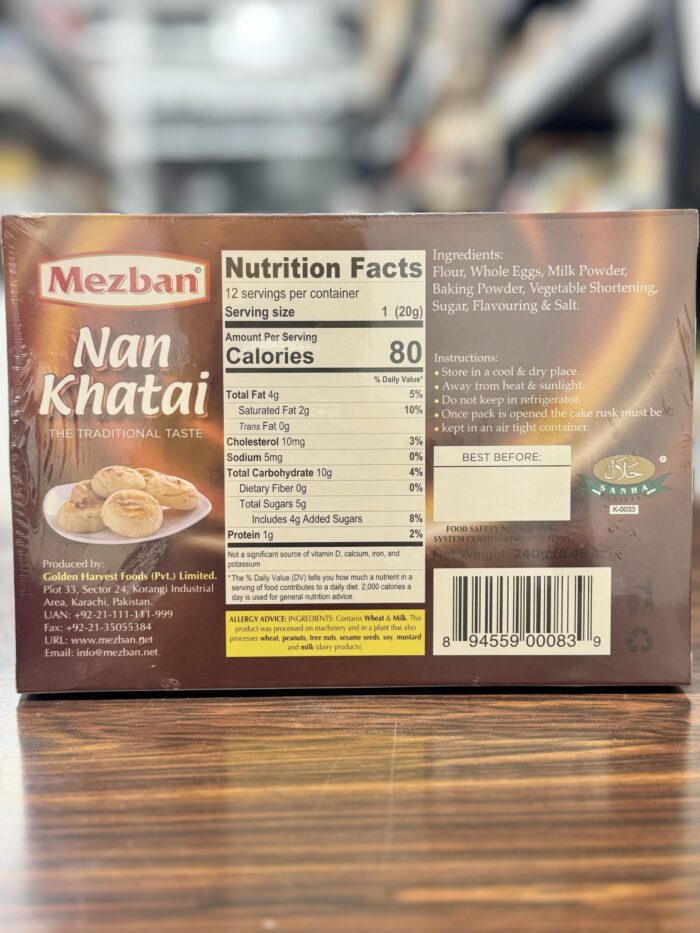 Mezban®
Nan
Khatai
THE TRADITIONAL TASTE
Produced by:
Golden Harvest Foods (Pvt.) Limited.
Plot 33, Sector 24, Korangi Industrial
Area, Karachi, Pakistan.
UAN: +92-21-111-111-999
Fax: +92-21-35055384
URL: www.mezban.net
Email: info@mezban.net
Nutrition Facts
12 servings per container
Serving size 1 (20g)
Amount Per Serving
Calories 80
% Daily Value*
Total Fat 4g 5%
Saturated Fat 2g 10%
Trans Fat 0g
Cholesterol 10mg 3%
Sodium 5mg 0%
Total Carbohydrate 10g 4%
Dietary Fiber 0g 0%
Total Sugars 5g
Includes 4g Added Sugars 8%
Protein 1g 2%
Not a significant source of vitamin D, calcium, iron, and
potassium
*The % Daily Value (DV) tells you how much a nutrient in a
serving of food contributes to a daily diet. 2,000 calories a
day is used for general nutrition advice.
ALLERGY ADVICE: INGREDIENTS: Contains Wheat & Milk. This
product was processed on machinery and in a plant that also
processes wheat, peanuts, tree nuts, sesame seeds, soy, mustard
and milk (dairy products)
Ingredients:
Flour, Whole Eggs, Milk Powder,
Baking Powder, Vegetable Shortening,
Sugar, Flavouring & Salt.
Instructions:
• Store in a cool & dry place.
• Away from heat & sunlight.
• Do not keep in refrigerator.
• Once pack is opened the cake rusk must be
• kept in an air tight container.
BEST BEFORE:
حلال
SANHA
K-0033
FOOD SAFETY MANAGEMENT
SYSTEM CERTIFIED ORGANIZATION
Net Weight: 240g (8.46 oz)
8 94559 00083 9